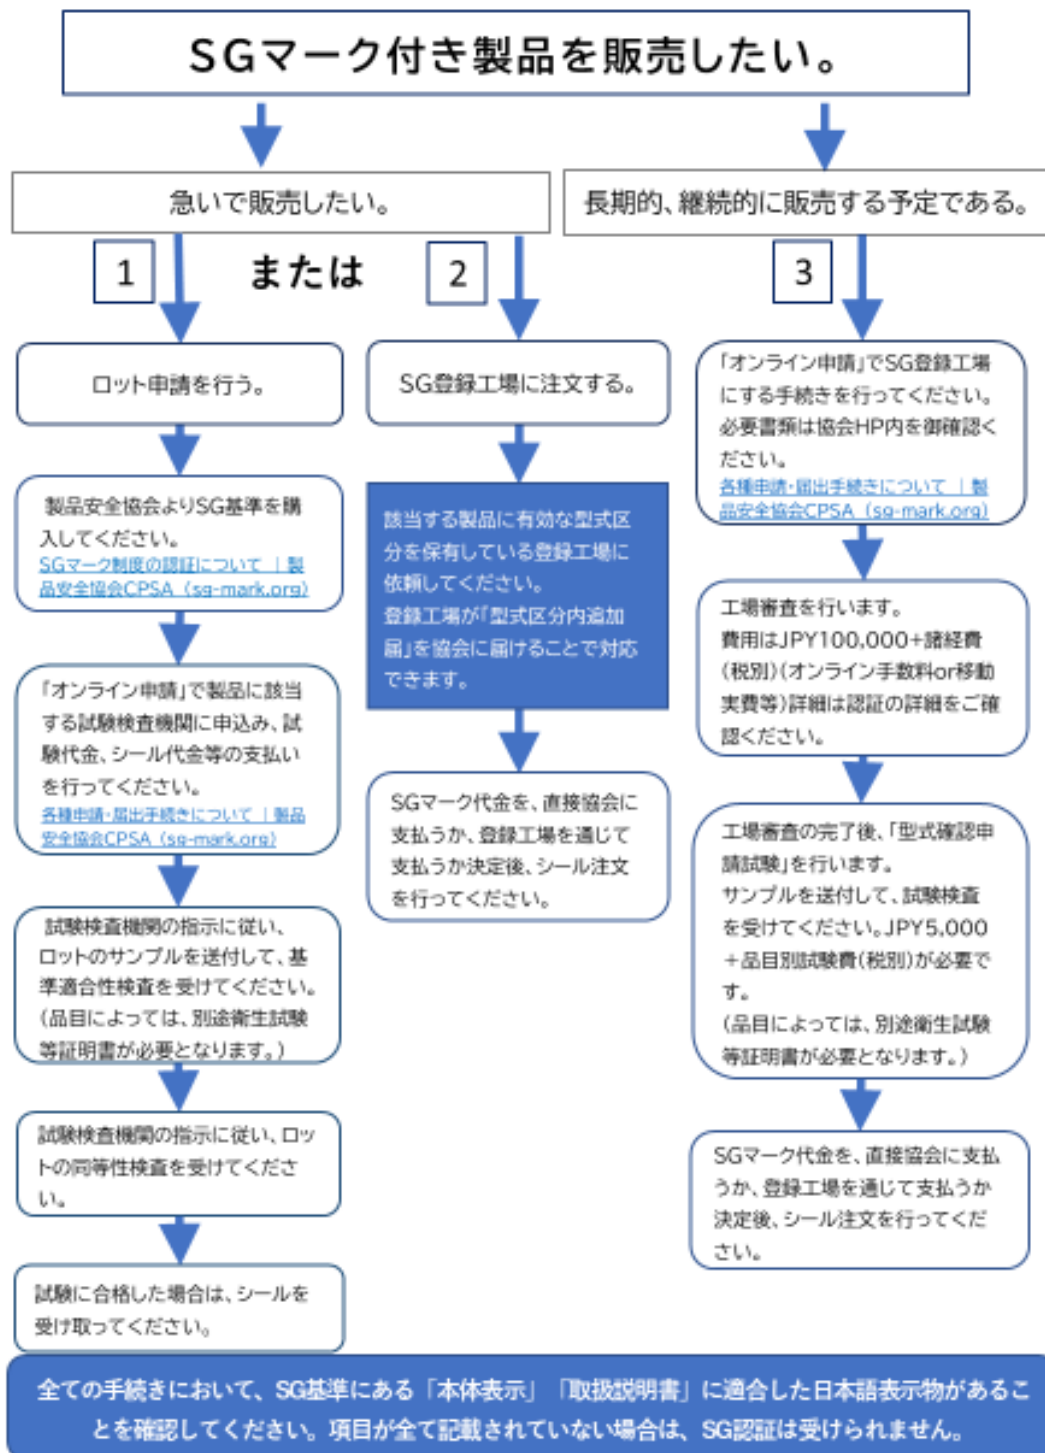 SGマーク付き製品を販売したい。
急いで販売したい。
長期的、継続的に販売する予定である。
1
または
2
3
ロット申請を行う。
製品安全協会よりSG基準を購
入してください。
SGマーク制度の認証について | 製
品安全協会CPSA (sg-mark.org)
「オンライン申請」で製品に該当
する試験検査機関に申込み、試
験代金、シール代金等の支払い
を行ってください。
各種申請・届出手続きについて | 製品
安全協会CPSA (sg-mark.org)
試験検査機関の指示に従い、
ロットのサンプルを送付して、基
準適合性検査を受けてください。
(品目によっては、別途衛生試験
等証明書が必要となります。)
試験検査機関の指示に従い、ロッ
トの同等性検査を受けてくださ
い。
試験に合格した場合は、シールを
受け取ってください。
SG登録工場に注文する。
該当する製品に有効な型式区
分を保有している登録工場に
依頼してください。
登録工場が「型式区分内追加
届」を協会に届けることで対応
できます。
SGマーク代金を、直接協会に
支払うか、登録工場を通じて
支払うか決定後、シール注文
を行ってください。
「オンライン申請」でSG登録工場
にする手続きを行ってください。
必要書類は協会HP内を御確認く
ださい。
各種申請・届出手続きについて | 製
品安全協会CPSA (sg-mark.org)
工場審査を行います。
費用はJPY100,000+諸経費
(税別)(オンライン手数料or移動
実費等)詳細は認証の詳細をご確
認ください。
工場審査の完了後、「型式確認申
請試験」を行います。
サンプルを送付して、試験検査
を受けてください。JPY5,000
+品目別試験費(税別)が必要で
す。
(品目によっては、別途衛生試験
等証明書が必要となります。)
SGマーク代金を、直接協会に支払
うか、登録工場を通じて支払うか
決定後、シール注文を行ってくだ
さい。
全ての手続きにおいて、SG基準にある「本体表示」「取扱説明書」に適合した日本語表示物があるこ
とを確認してください。項目が全て記載されていない場合は、SG認証は受けられません。